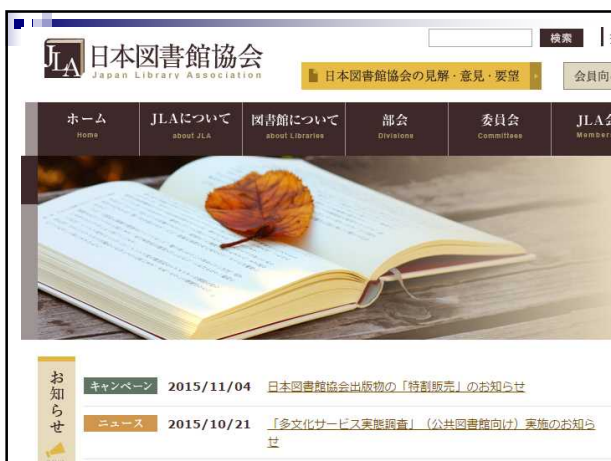 検索
JLA
日本図書館協会
Japan Library Association
日本図書館協会の見解・意見・要望
会員向
ホーム JLAについて 図書館について 部会 委員会 JLA会
Home about JLA about Libraries Divisions Committees Members
お知らせ
キャンペーン 2015/11/04 日本図書館協会出版物の「特割販売」のお知らせ
ニュース 2015/10/21 「多文化サービス実態調査」（公共図書館向け）実施のお知ら
せ